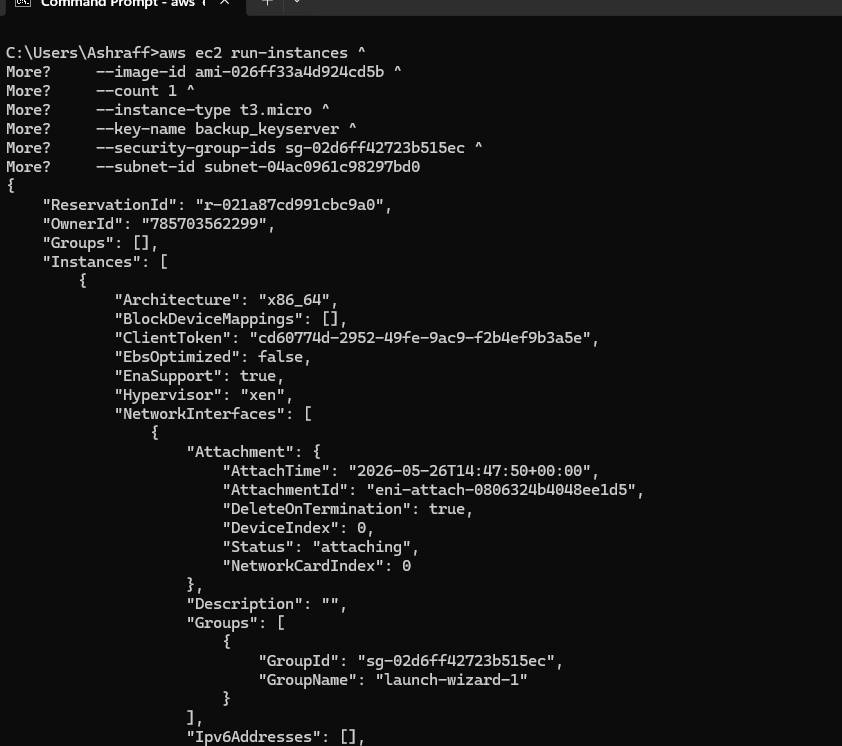 Command Prompt - aws
C:\Users\Ashraff>aws ec2 run-instances ^
More?     --image-id ami-026ff33a4d924cd5b ^
More?     --count 1 ^
More?     --instance-type t3.micro ^
More?     --key-name backup_keyserver ^
More?     --security-group-ids sg-02d6ff42723b515ec ^
More?     --subnet-id subnet-04ac0961c98297bd0
{
    "ReservationId": "r-021a87cd991cbc9a0",
    "OwnerId": "785703562299",
    "Groups": [],
    "Instances": [
        {
            "Architecture": "x86_64",
            "BlockDeviceMappings": [],
            "ClientToken": "cd60774d-2952-49fe-9ac9-f2b4ef9b3a5e",
            "EbsOptimized": false,
            "EnaSupport": true,
            "Hypervisor": "xen",
            "NetworkInterfaces": [
                {
                    "Attachment": {
                        "AttachTime": "2026-05-26T14:47:50+00:00",
                        "AttachmentId": "eni-attach-0806324b4048ee1d5",
                        "DeleteOnTermination": true,
                        "DeviceIndex": 0,
                        "Status": "attaching",
                        "NetworkCardIndex": 0
                    },
                    "Description": "",
                    "Groups": [
                        {
                            "GroupId": "sg-02d6ff42723b515ec",
                            "GroupName": "launch-wizard-1"
                        }
                    ],
                    "Ipv6Addresses": [],